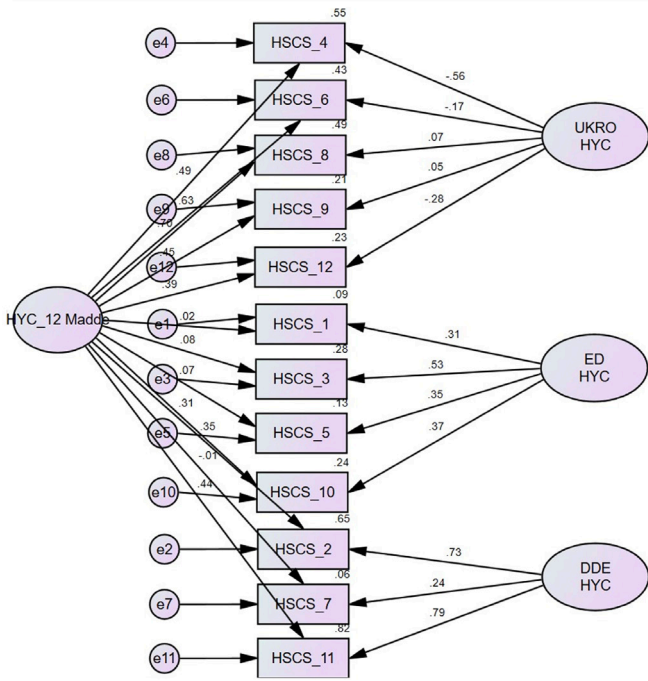 .55
e4
HSCS_4
.43
-.56
e6
HSCS_6
-.17
UKRO
HYC
.49
e8
HSCS_8
.07
.49
.21
.05
.63
e9
HSCS_9
.70
-.28
.23
.45
e12
HSCS_12
.39
.09
HYC_12 Madde
.02
e1
HSCS_1
.31
.08
.28
ED
HYC
.53
e3
HSCS_3
.07
.35
.13
.31
.37
.35
e5
HSCS_5
-.01
.24
.44
e10
HSCS_10
.65
e2
HSCS_2
.73
.06
DDE
HYC
.24
e7
HSCS_7
.79
.82
e11
HSCS_11